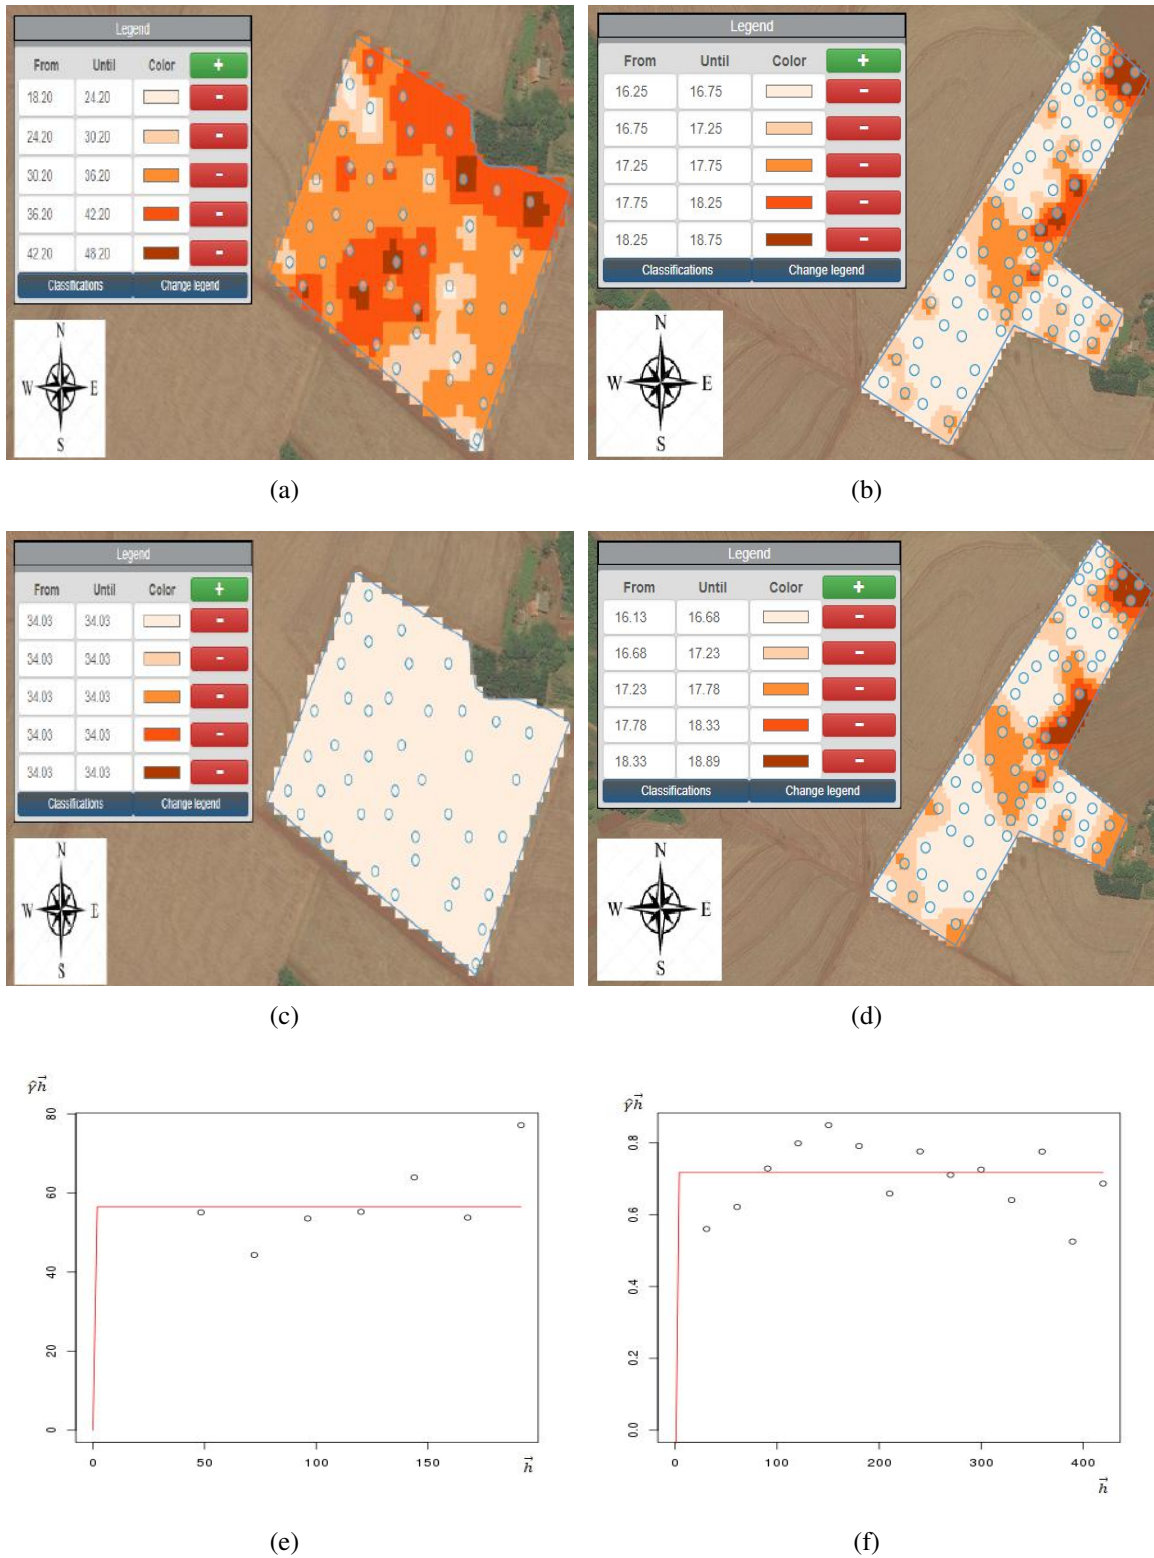 Legend
From Until Color +
18.20 24.20 -
24.20 30.20 -
30.20 36.20 -
36.20 42.20 -
42.20 48.20 -
Classifications Change legend
N
W E
S
(a)
Legend
From Until Color +
16.25 16.75 -
16.75 17.25 -
17.25 17.75 -
17.75 18.25 -
18.25 18.75 -
Classifications Change legend
N
W E
S
(b)
Legend
From Until Color +
34.03 34.03 -
34.03 34.03 -
34.03 34.03 -
34.03 34.03 -
34.03 34.03 -
Classifications Change legend
N
W E
S
(c)
Legend
From Until Color +
16.13 16.68 -
16.68 17.23 -
17.23 17.78 -
17.78 18.33 -
18.33 18.89 -
Classifications Change legend
N
W E
S
(d)
γ̂h⃗
80
60
40
20
0
0 50 100 150
h⃗
(e)
γ̂h⃗
0.8
0.6
0.4
0.2
0.0
0 100 200 300 400
h⃗
(f)